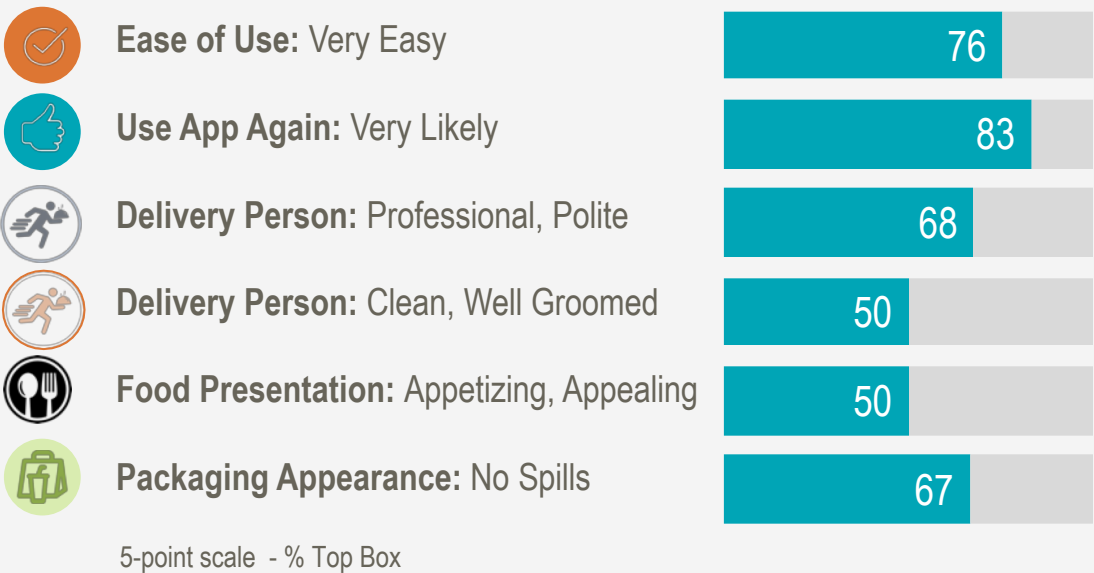 Ease of Use: Very Easy 76
Use App Again: Very Likely 83
Delivery Person: Professional, Polite 68
Delivery Person: Clean, Well Groomed 50
Food Presentation: Appetizing, Appealing 50
Packaging Appearance: No Spills 67
5-point scale - % Top Box